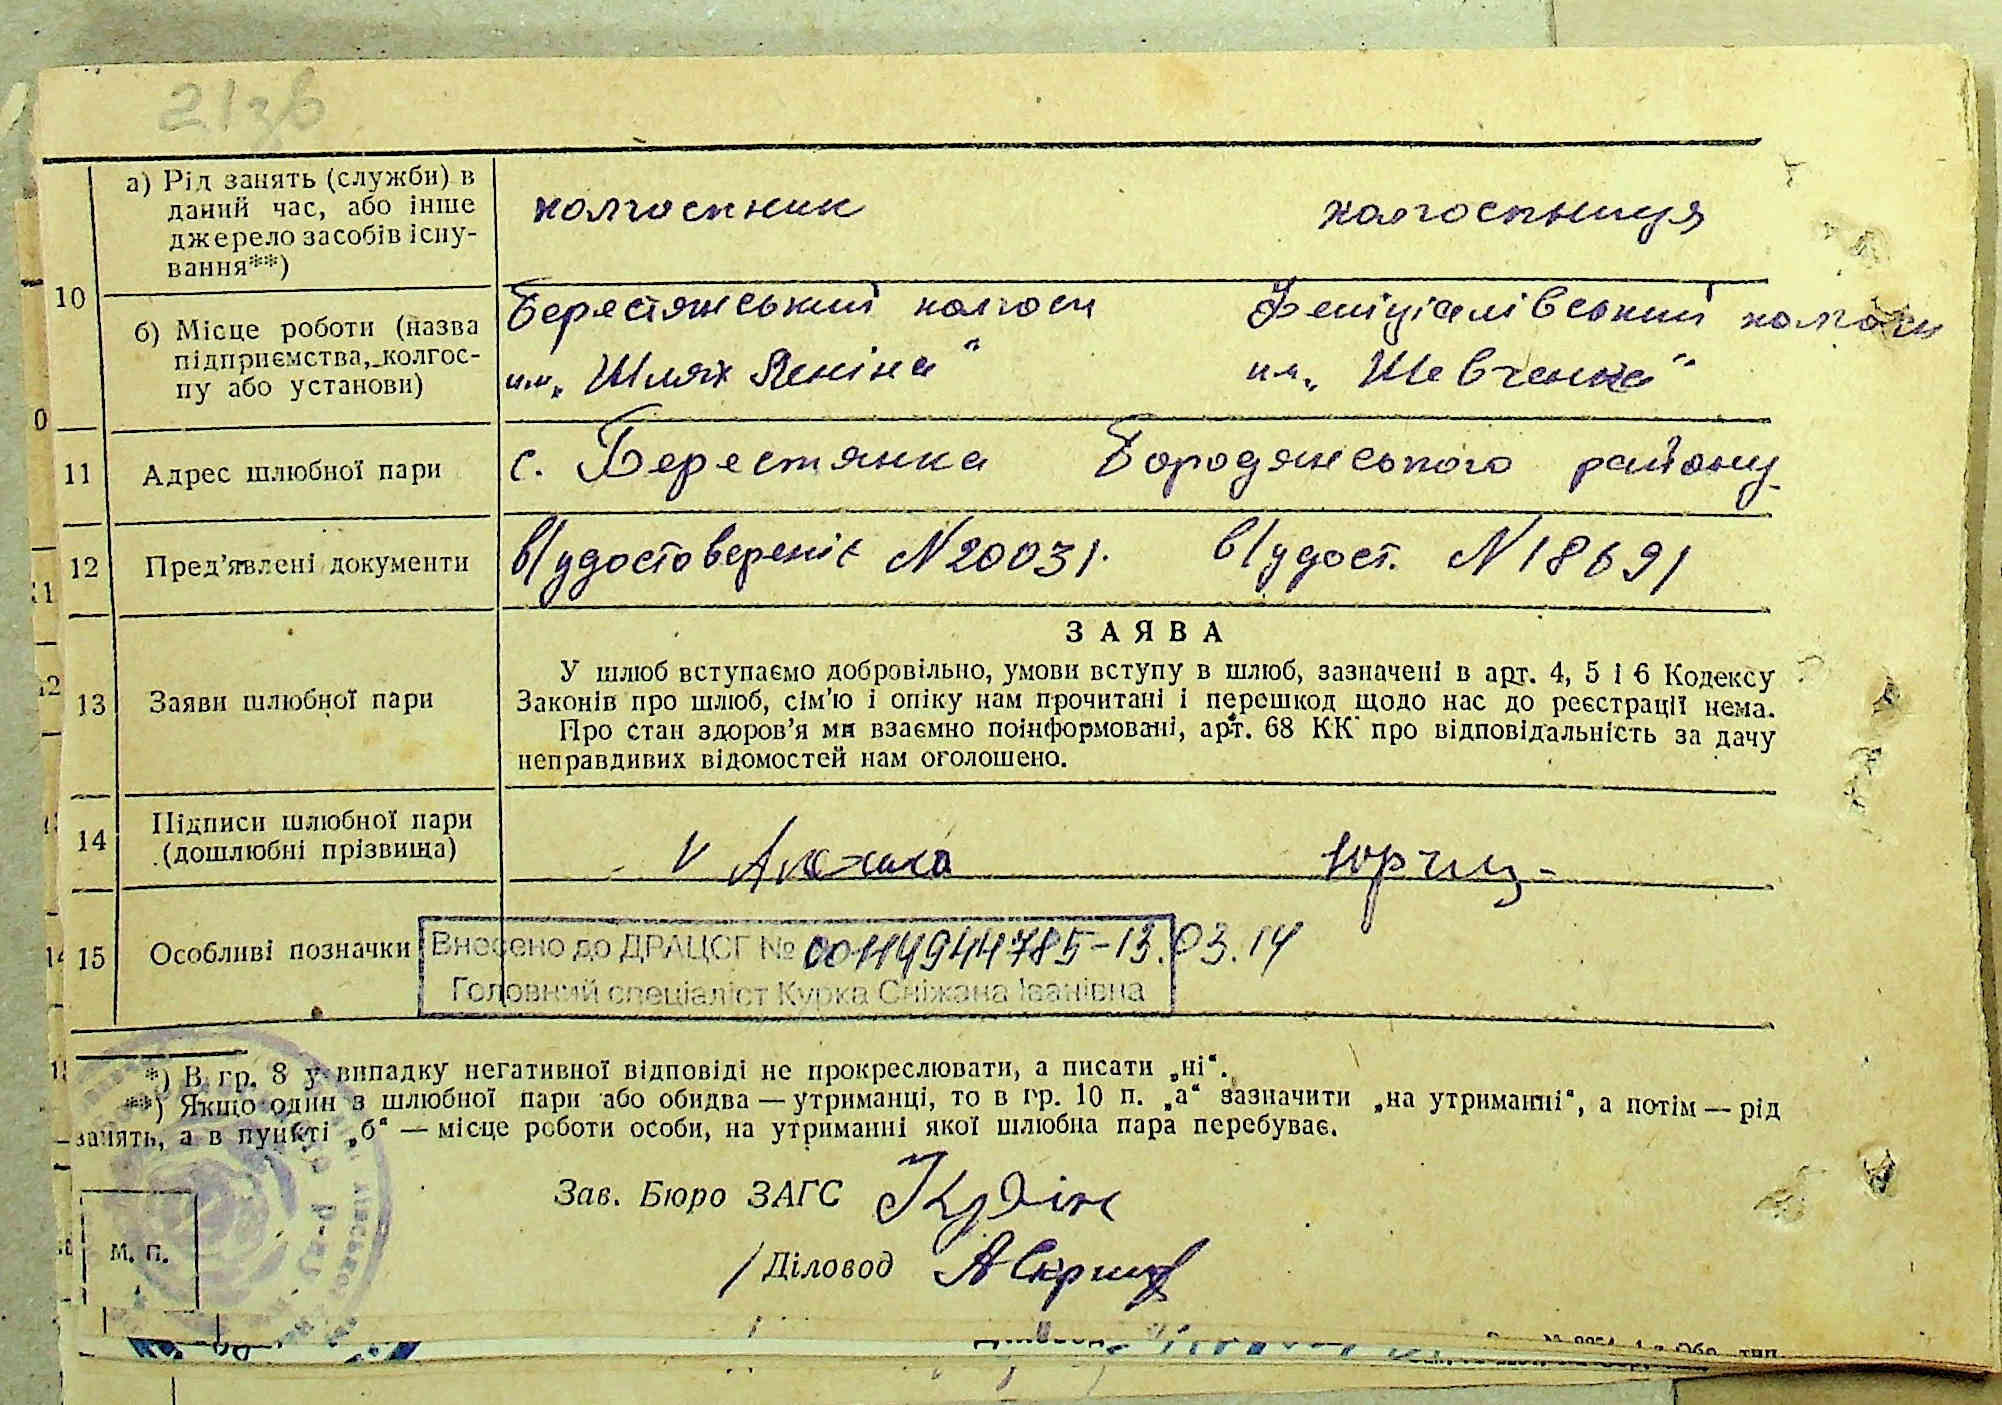 21зв
а) Рід занять (служби) в
даний час, або інше
джерело засобів існу-
вання**)
колгоспник колгоспниця
10
б) Місце роботи (назва
підприємства, колгос-
пу або установи)
Берестянський колгосп
колгосп
им. „Шлях Леніна" им. „Шевченка"
11 Адрес шлюбної пари с. Берестянка Бородянського району
12 Пред'явлені документи в/удостовереніє N 20031. в/удост. N 18691
13 Заяви шлюбної пари
ЗАЯВА
У шлюб вступаємо добровільно, умови вступу в шлюб, зазначені в арт. 4, 5 і 6 Кодексу
Законів про шлюб, сім'ю і опіку нам прочитані і перешкод щодо нас до реєстрації нема.
Про стан здоров'я ми взаємно поінформовані, арт. 68 КК про відповідальність за дачу
неправдивих відомостей нам оголошено.
14 Підписи шлюбної пари
(дошлюбні прізвища)
15 Особливі позначки
Внесено до ДРАЦСГ № 00114944785-13.03.14
Головний спеціаліст Курка Сніжана Іванівна
*) В гр. 8 у випадку негативної відповіді не прокреслювати, а писати „ні".
**) Якщо один з шлюбної пари або обидва — утриманці, то в гр. 10 п. „а" зазначити „на утриманні", а потім — рід
занять, а в пункті „б" — місце роботи особи, на утриманні якої шлюбна пара перебуває.
Зав. Бюро ЗАГС
Діловод
М. П.